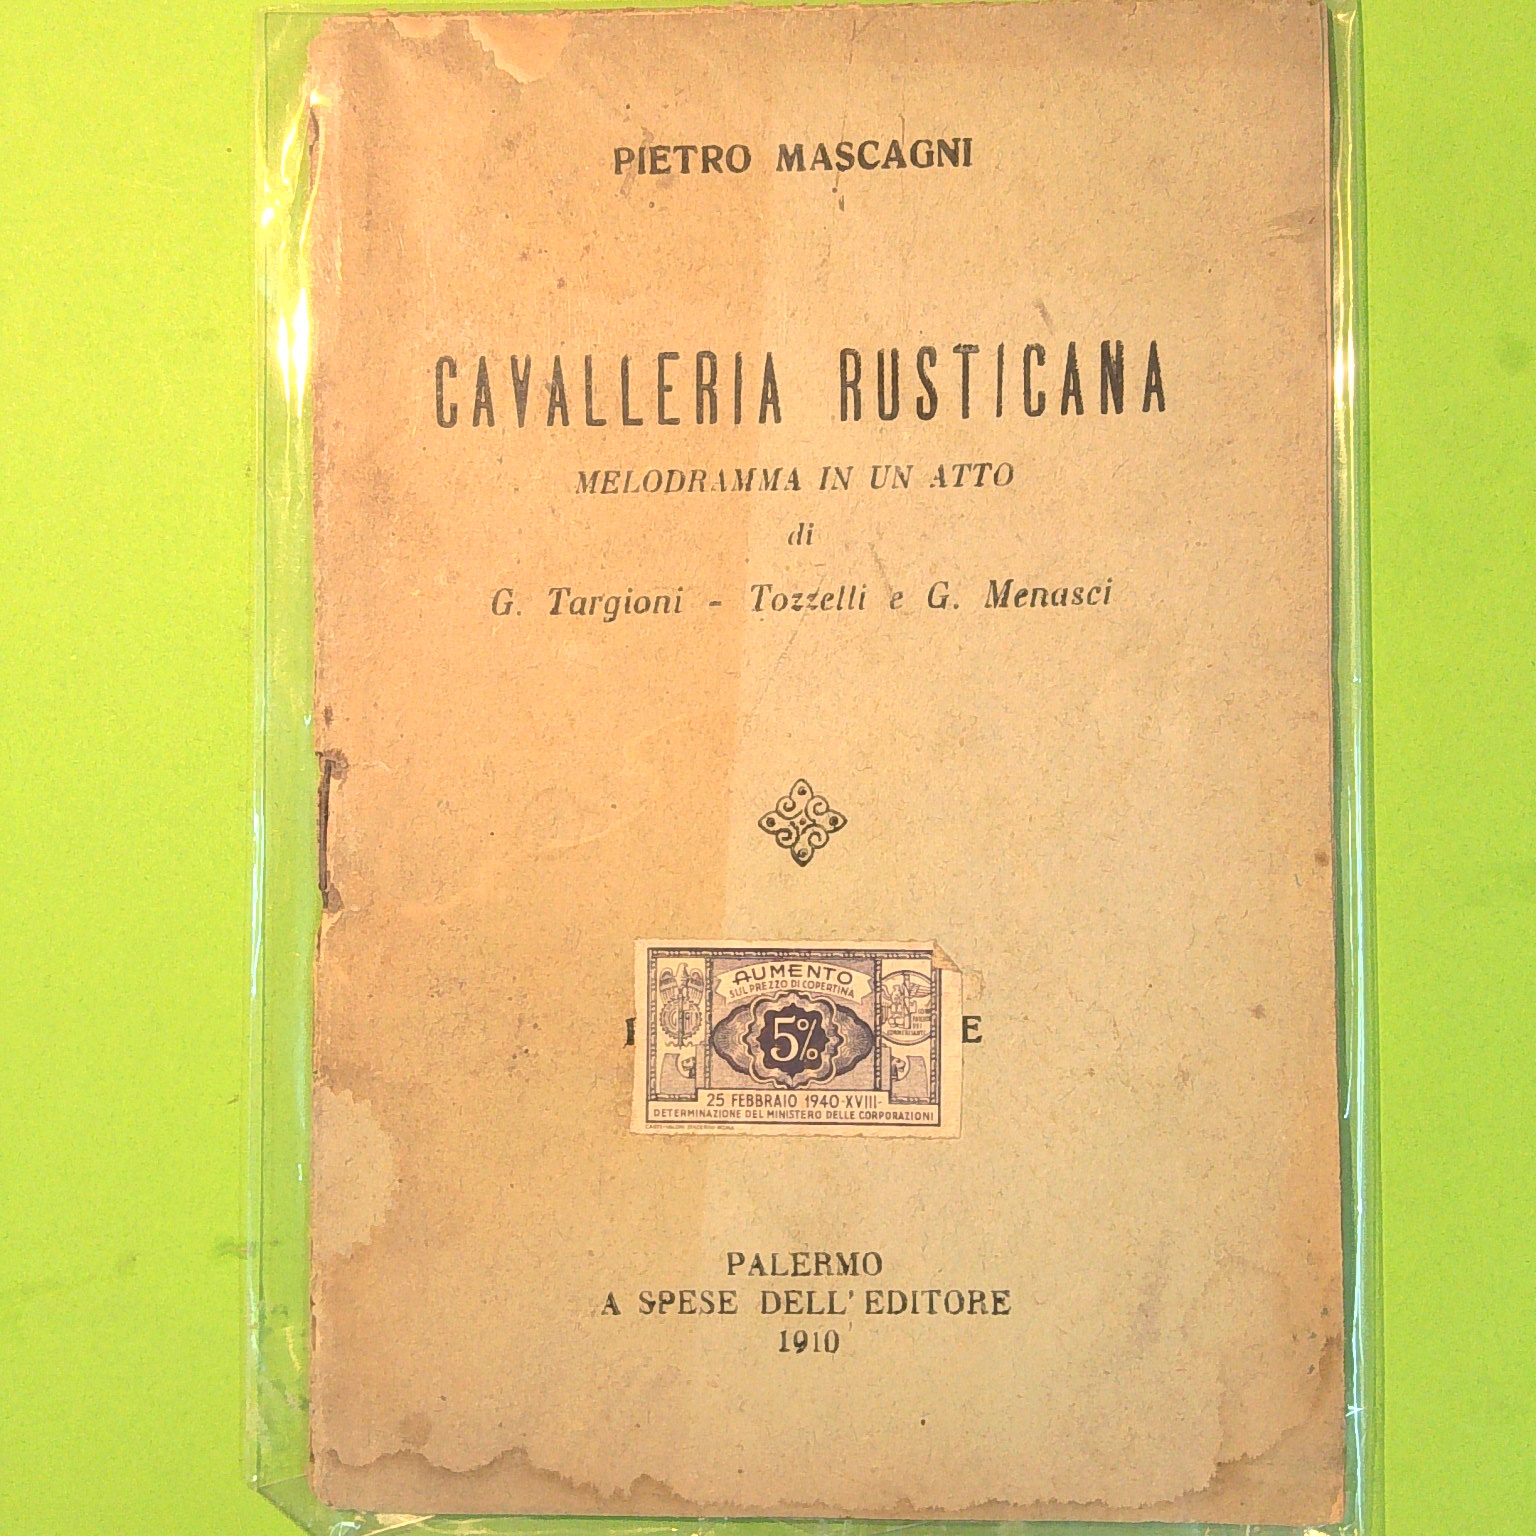 PIETRO MASCAGNI
CAVALLERIA RUSTICANA
MELODRAMMA IN UN ATTO
di
G. Targioni - Tozzelli e G. Menasci
AUMENTO
SUL PREZZO DI COPERTINA
5%
25 FEBBRAIO 1940-XVIII-
DETERMINAZIONE DEL MINISTERO DELLE CORPORAZIONI
E
PALERMO
A SPESE DELL' EDITORE
1910